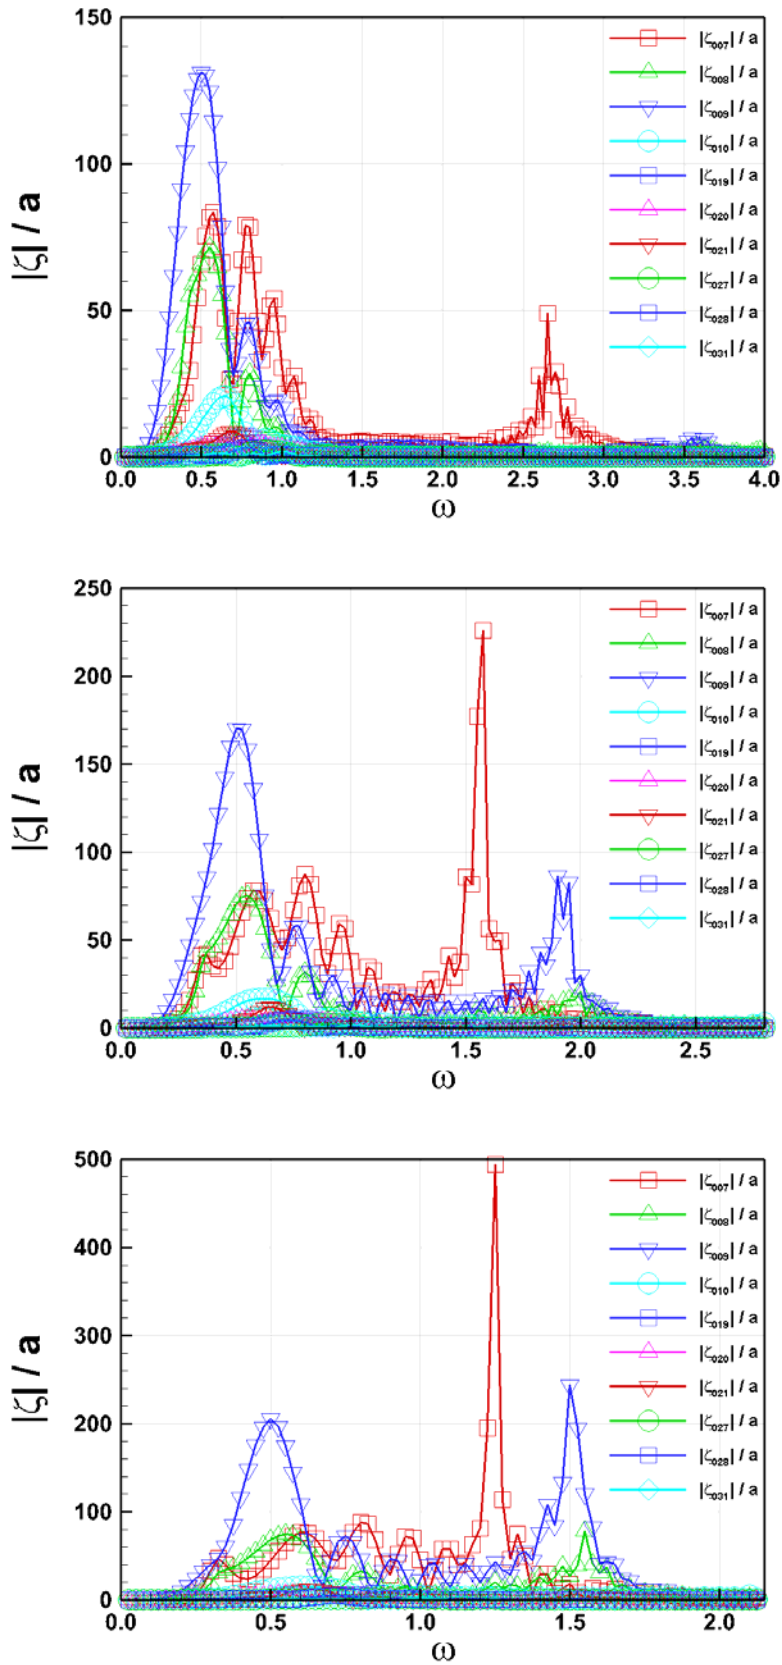 150
100
50
0
|ζ| / a
|ζ007| / a
|ζ008| / a
|ζ009| / a
|ζ010| / a
|ζ019| / a
|ζ020| / a
|ζ021| / a
|ζ027| / a
|ζ028| / a
|ζ031| / a
0.0 0.5 1.0 1.5 2.0 2.5 3.0 3.5 4.0
ω
250
200
150
100
50
0
|ζ| / a
|ζ007| / a
|ζ008| / a
|ζ009| / a
|ζ010| / a
|ζ019| / a
|ζ020| / a
|ζ021| / a
|ζ027| / a
|ζ028| / a
|ζ031| / a
0.0 0.5 1.0 1.5 2.0 2.5
ω
500
400
300
200
100
0
|ζ| / a
|ζ007| / a
|ζ008| / a
|ζ009| / a
|ζ010| / a
|ζ019| / a
|ζ020| / a
|ζ021| / a
|ζ027| / a
|ζ028| / a
|ζ031| / a
0.0 0.5 1.0 1.5 2.0
ω